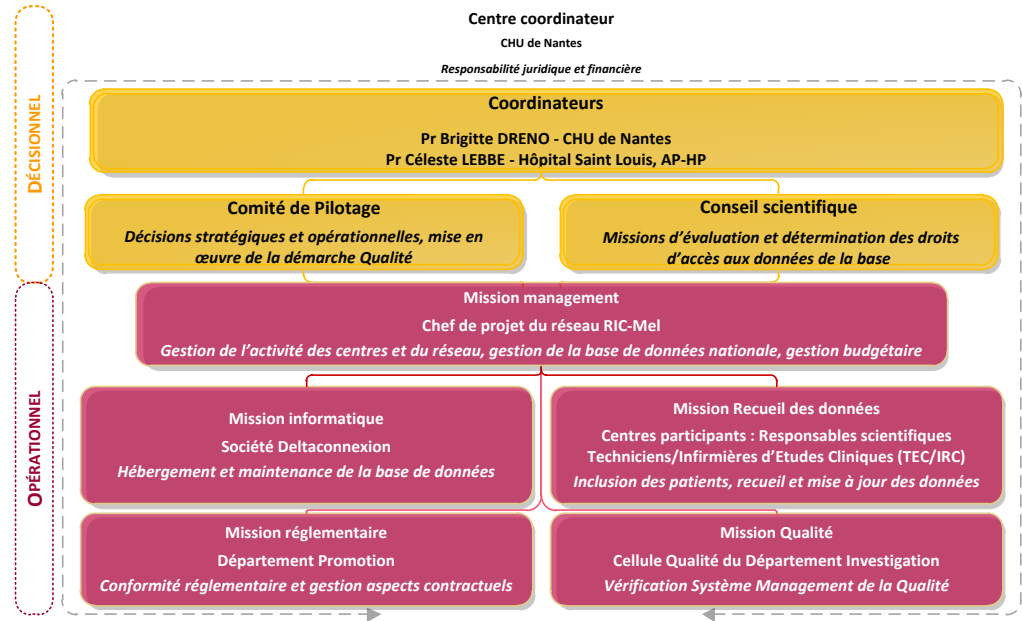 Centre coordinateur
CHU de Nantes
Responsabilité juridique et financière
DÉCISIONNEL
Coordinateurs
Pr Brigitte DRENO - CHU de Nantes
Pr Céleste LEBBE - Hôpital Saint Louis, AP-HP
Comité de Pilotage
Décisions stratégiques et opérationnelles, mise en
œuvre de la démarche Qualité
Conseil scientifique
Missions d’évaluation et détermination des droits
d’accès aux données de la base
OPÉRATIONNEL
Mission management
Chef de projet du réseau RIC-Mel
Gestion de l’activité des centres et du réseau, gestion de la base de données nationale, gestion budgétaire
Mission informatique
Société Deltaconnexion
Hébergement et maintenance de la base de données
Mission Recueil des données
Centres participants : Responsables scientifiques
Techniciens/Infirmières d’Etudes Cliniques (TEC/IRC)
Inclusion des patients, recueil et mise à jour des données
Mission réglementaire
Département Promotion
Conformité réglementaire et gestion aspects contractuels
Mission Qualité
Cellule Qualité du Département Investigation
Vérification Système Management de la Qualité